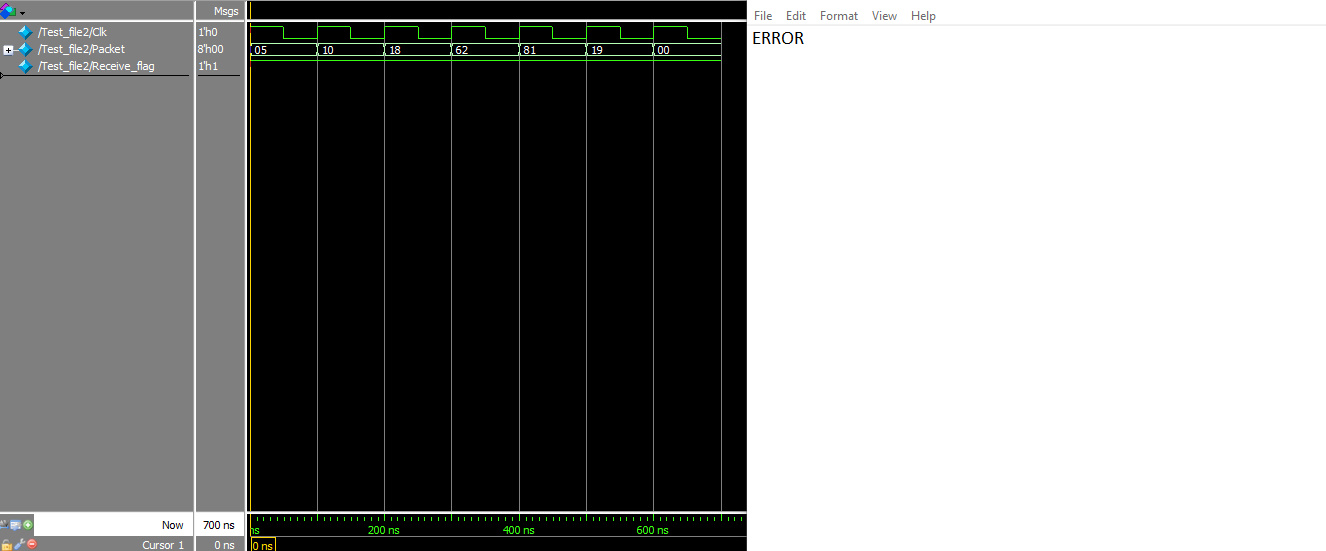 Msgs
/Test_file2/Clk 1'h0
/Test_file2/Packet 8'h00 05 10 18 62 81 19 00
/Test_file2/Receive_flag 1'h1
Now 700 ns ns 200 ns 400 ns 600 ns
Cursor 1 0 ns 0 ns
File Edit Format View Help
ERROR